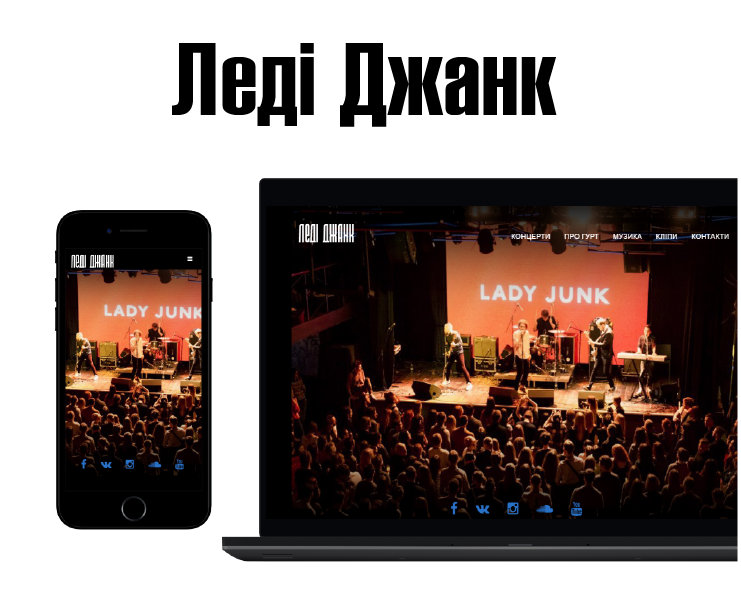 Леді Джанк
ЛЕДІ ДЖАНК
LADY JUNK
ЛЕДІ ДЖАНК
КОНЦЕРТИ ПРО ГУРТ МУЗИКА КЛІПИ КОНТАКТИ
LADY JUNK